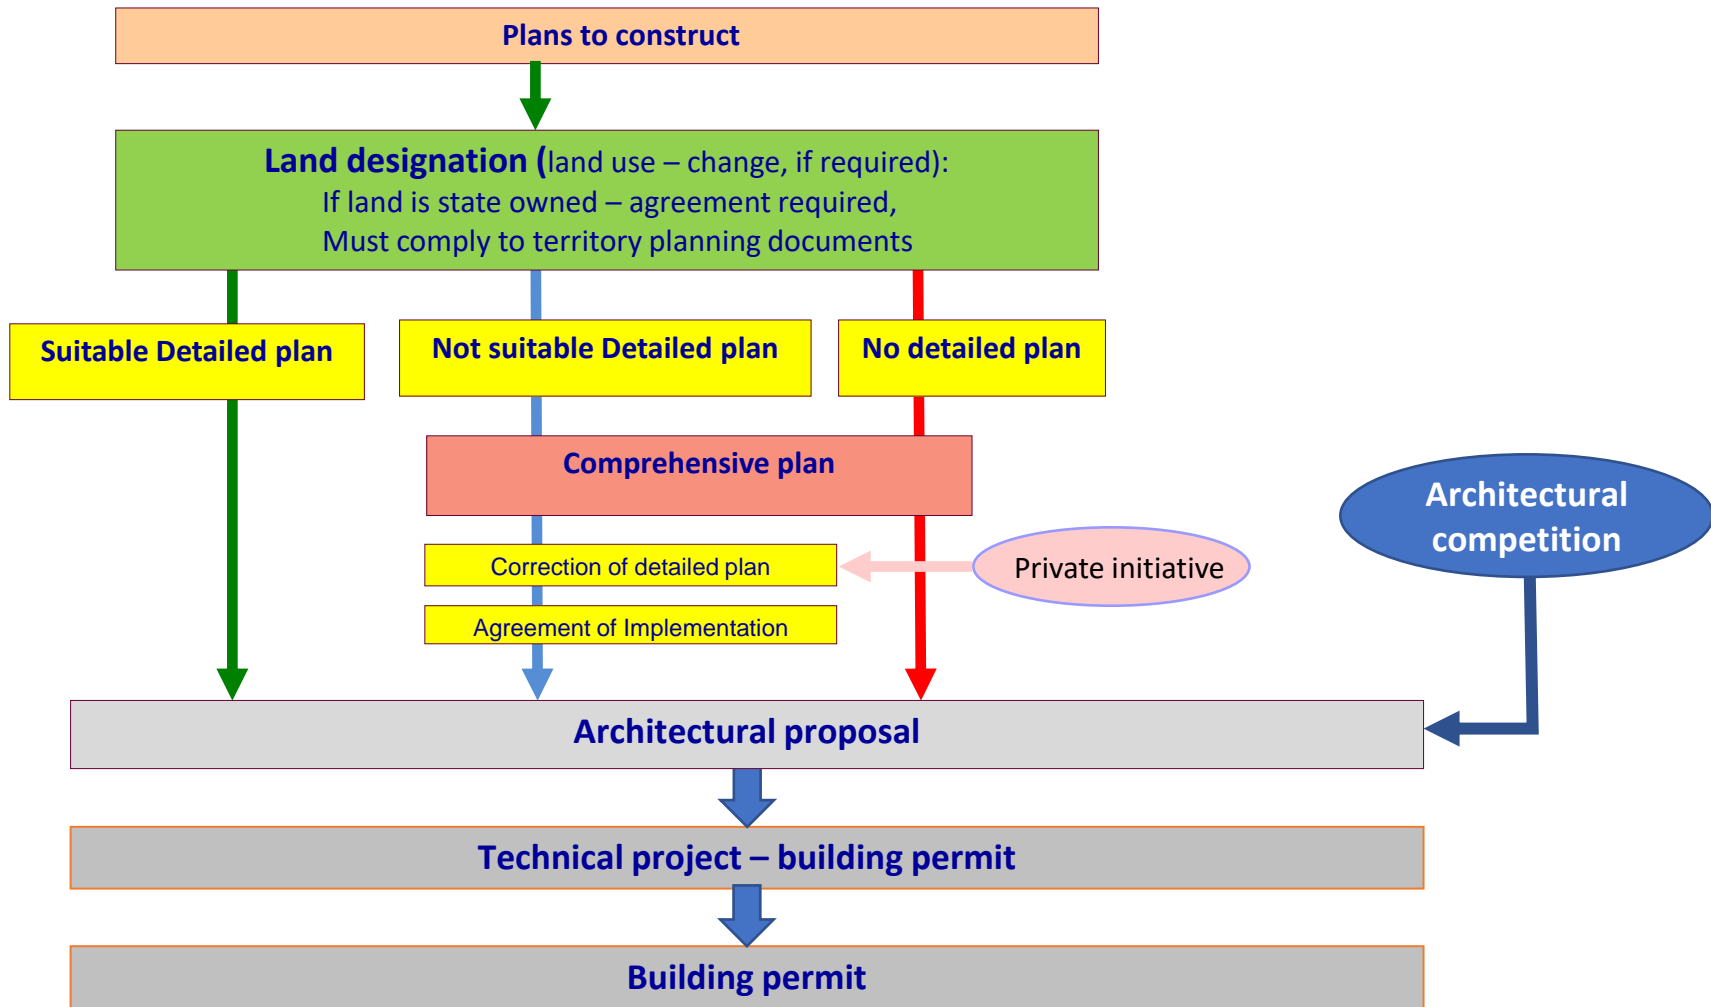 Plans to construct
Land designation (land use – change, if required):
If land is state owned – agreement required,
Must comply to territory planning documents
Suitable Detailed plan
Not suitable Detailed plan
No detailed plan
Comprehensive plan
Architectural
competition
Correction of detailed plan
Private initiative
Agreement of Implementation
Architectural proposal
Technical project – building permit
Building permit